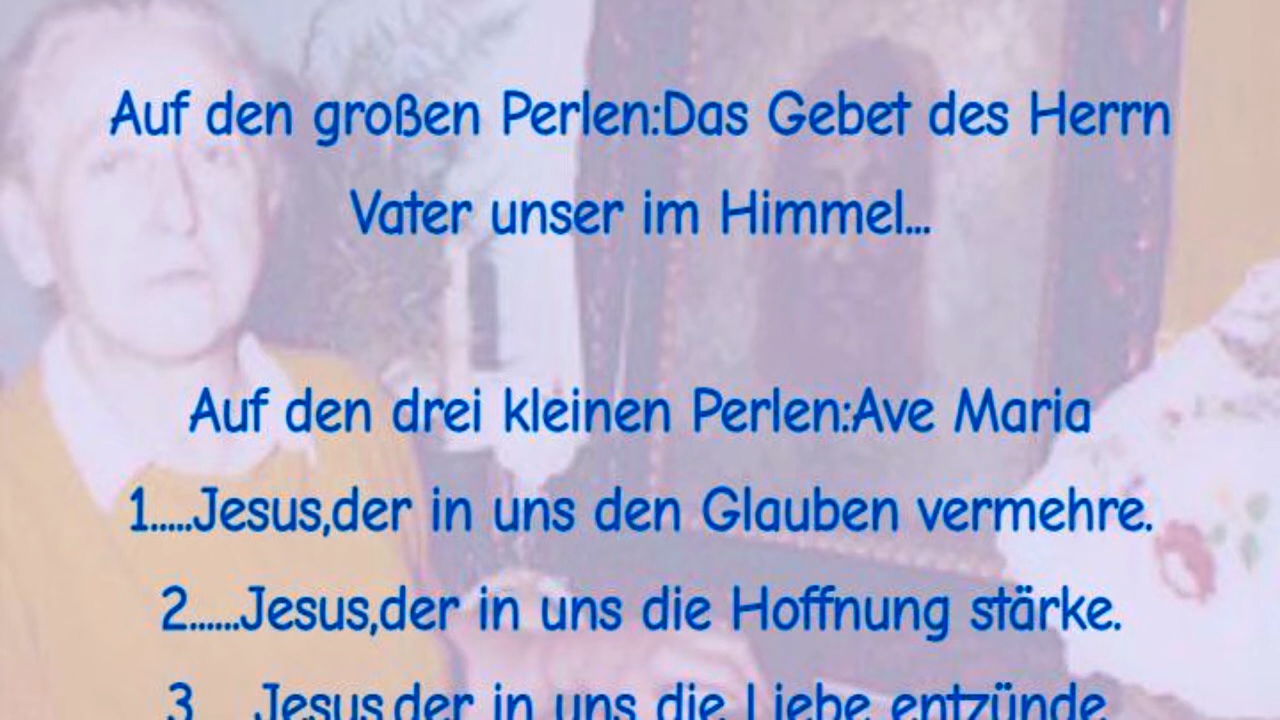 Auf den großen Perlen:Das Gebet des Herrn
Vater unser im Himmel...
Auf den drei kleinen Perlen:Ave Maria
1.....Jesus,der in uns den Glauben vermehre.
2......Jesus,der in uns die Hoffnung stärke.
3 Jesus,der in uns die Liebe entzünde